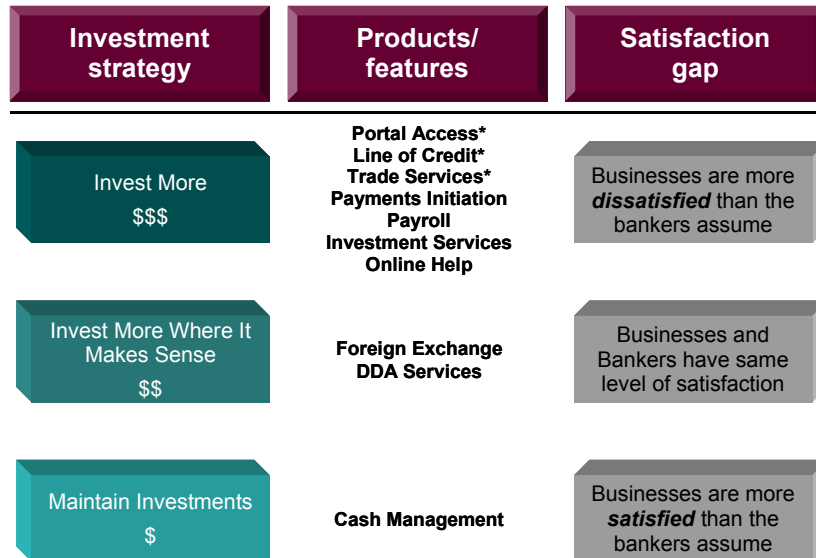 Investment
strategy
Products/
features
Satisfaction
gap
Invest More
$$$
Portal Access*
Line of Credit*
Trade Services*
Payments Initiation
Payroll
Investment Services
Online Help
Businesses are more
dissatisfied than the
bankers assume
Invest More Where It
Makes Sense
$$
Foreign Exchange
DDA Services
Businesses and
Bankers have same
level of satisfaction
Maintain Investments
$
Cash Management
Businesses are more
satisfied than the
bankers assume